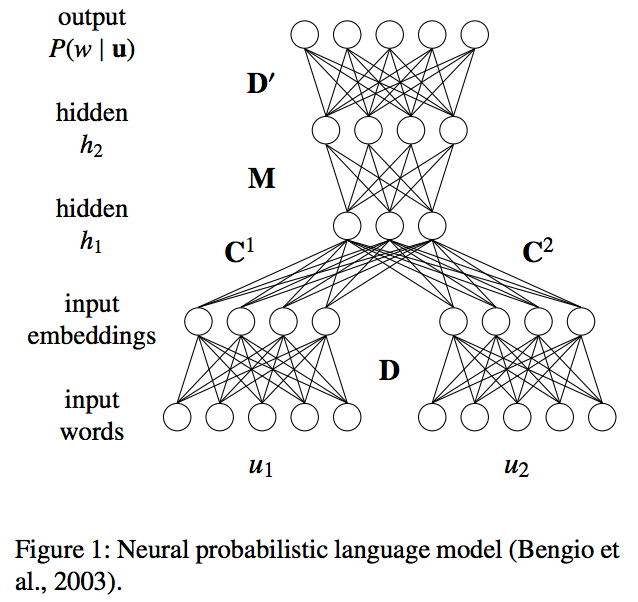 output
P(w | u)
D′
hidden
h₂
M
hidden
h₁
C¹
C²
input
embeddings
D
input
words
u₁
u₂
Figure 1: Neural probabilistic language model (Bengio et
al., 2003).